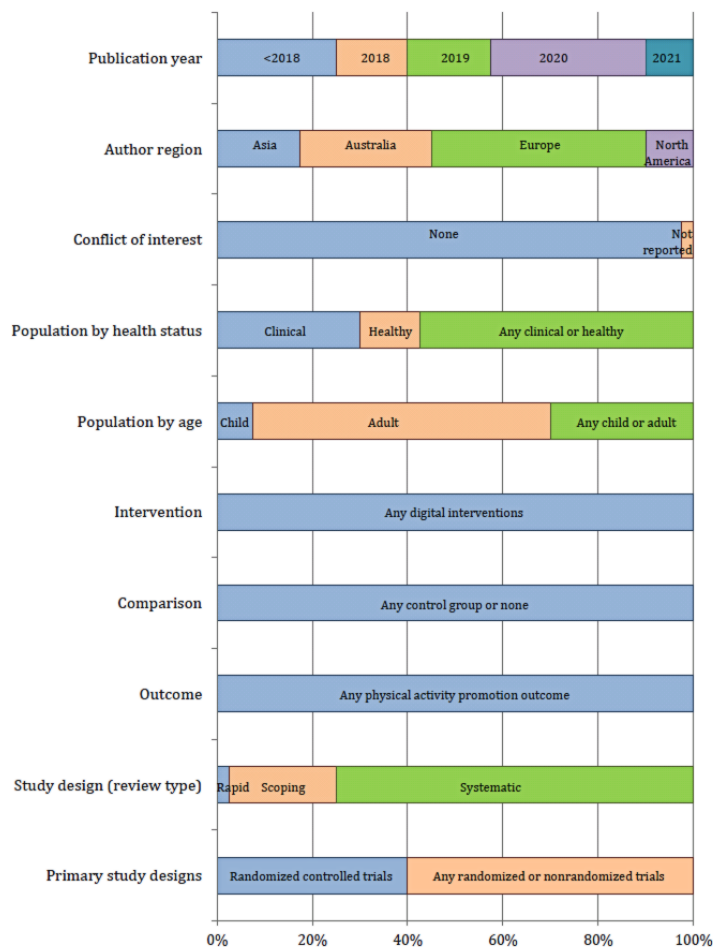 Publication year
<2018 2018 2019 2020 2021
Author region
Asia Australia Europe North
America
Conflict of interest
None Not
reported
Population by health status
Clinical Healthy Any clinical or healthy
Population by age
Child Adult Any child or adult
Intervention
Any digital interventions
Comparison
Any control group or none
Outcome
Any physical activity promotion outcome
Study design (review type)
Rapid Scoping Systematic
Primary study designs
Randomized controlled trials Any randomized or nonrandomized trials
0% 20% 40% 60% 80% 100%